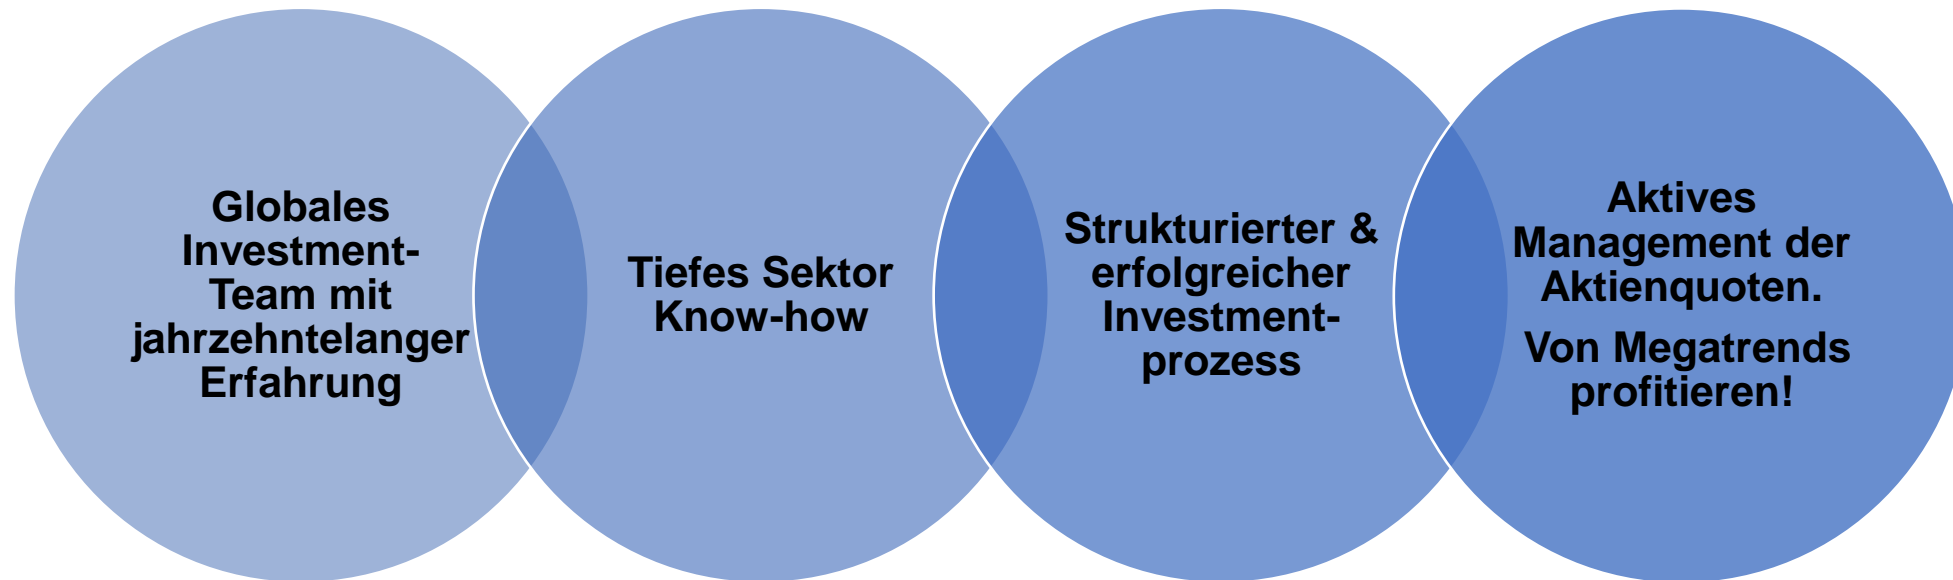 Globales
Investment-
Team mit
jahrzehntelanger
Erfahrung
Tiefes Sektor
Know-how
Strukturierter &
erfolgreicher
Investment-
prozess
Aktives
Management der
Aktienquoten.
Von Megatrends
profitieren!